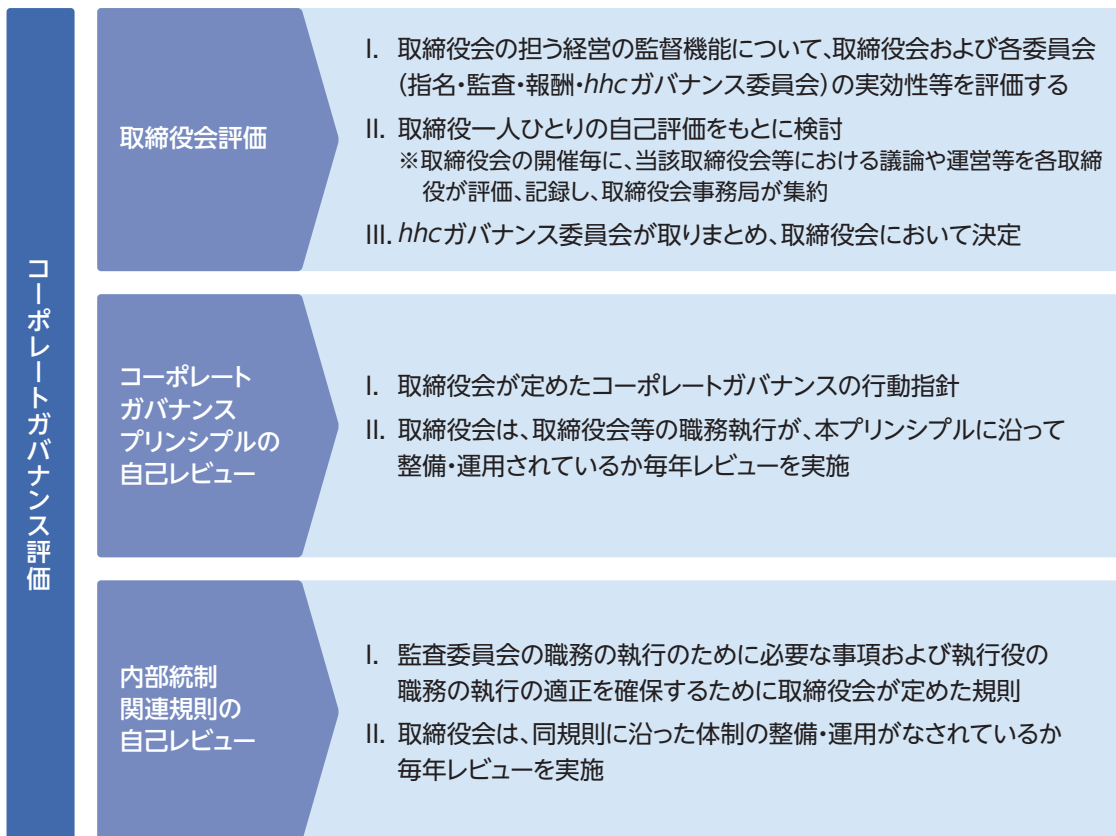 コーポレートガバナンス評価
取締役会評価
I. 取締役会の担う経営の監督機能について、取締役会および各委員会
(指名・監査・報酬・hhcガバナンス委員会)の実効性等を評価する
II. 取締役一人ひとりの自己評価をもとに検討
※取締役会の開催毎に、当該取締役会等における議論や運営等を各取締
役が評価、記録し、取締役会事務局が集約
III. hhcガバナンス委員会が取りまとめ、取締役会において決定
コーポレート
ガバナンス
プリンシプルの
自己レビュー
I. 取締役会が定めたコーポレートガバナンスの行動指針
II. 取締役会は、取締役会等の職務執行が、本プリンシプルに沿って
整備・運用されているか毎年レビューを実施
内部統制
関連規則の
自己レビュー
I. 監査委員会の職務の執行のために必要な事項および執行役の
職務の執行の適正を確保するために取締役会が定めた規則
II. 取締役会は、同規則に沿った体制の整備・運用がなされているか
毎年レビューを実施